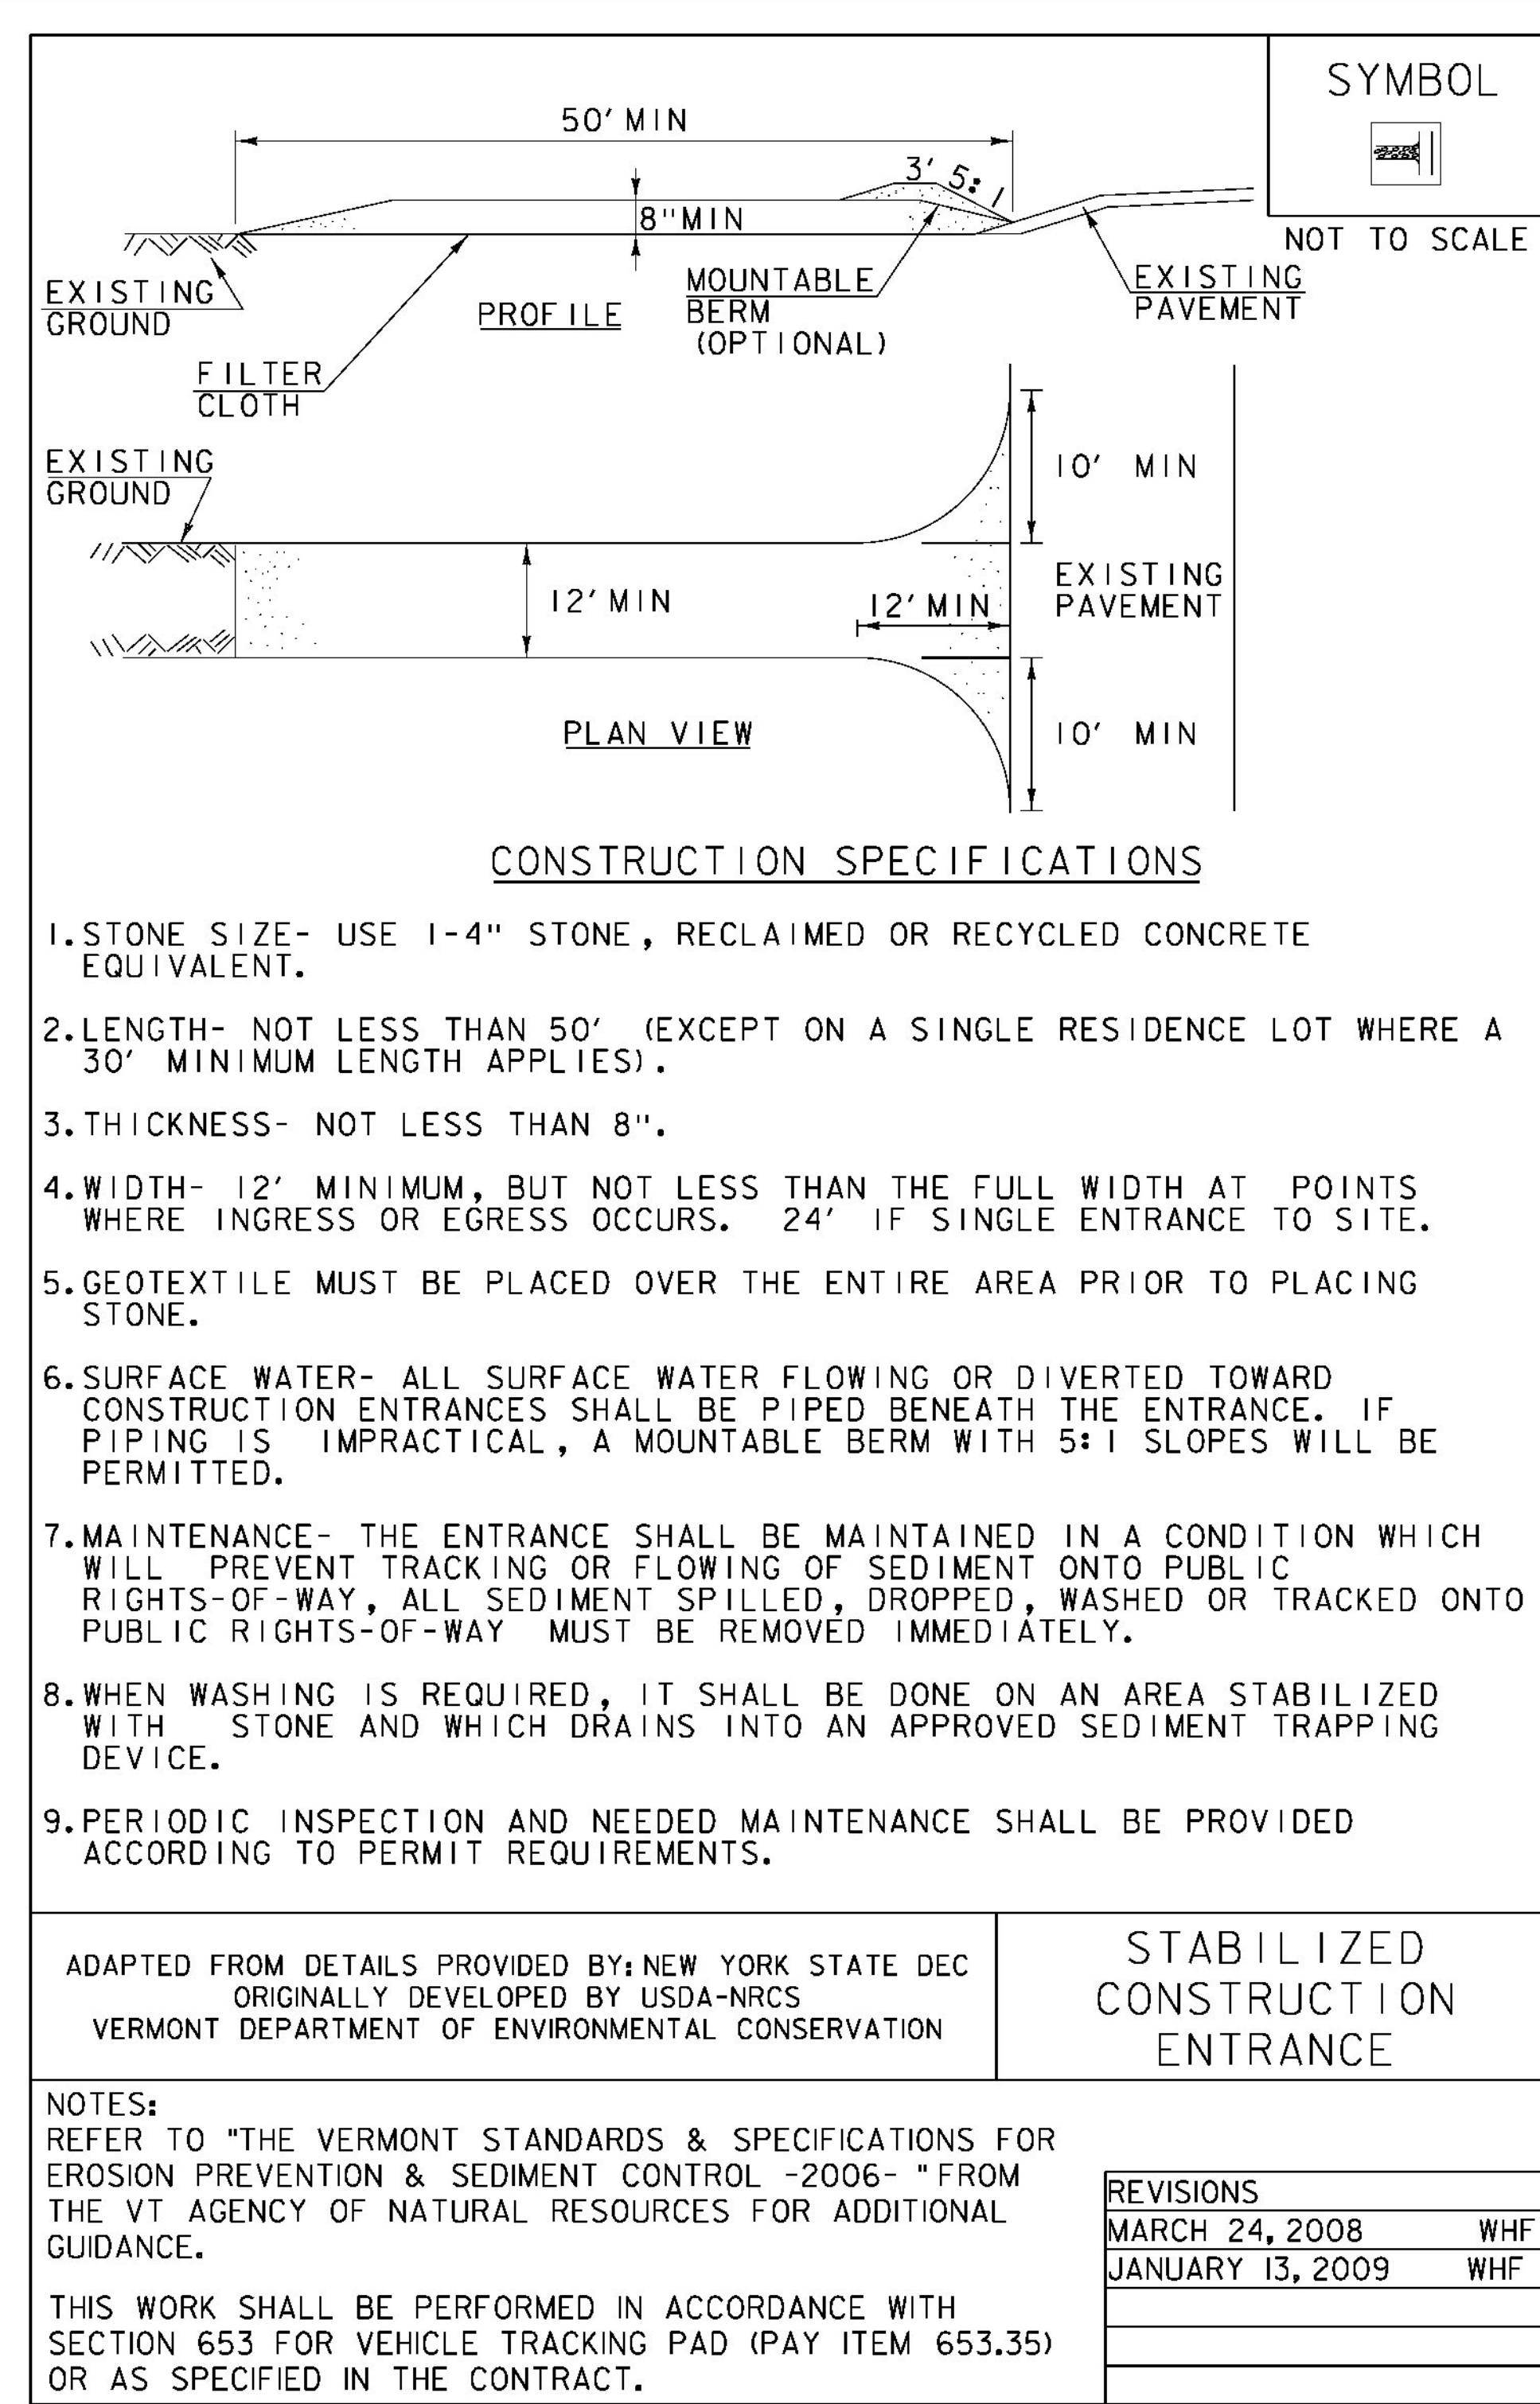 SYMBOL
NOT TO SCALE
50' MIN
3' 5:1
8" MIN
EXISTING
GROUND
PROFILE
MOUNTABLE
BERM
(OPTIONAL)
EXISTING
PAVEMENT
FILTER
CLOTH
EXISTING
GROUND
10' MIN
12' MIN
12' MIN
EXISTING
PAVEMENT
10' MIN
PLAN VIEW
CONSTRUCTION SPECIFICATIONS
1. STONE SIZE- USE 1-4" STONE, RECLAIMED OR RECYCLED CONCRETE
EQUIVALENT.
2. LENGTH- NOT LESS THAN 50' (EXCEPT ON A SINGLE RESIDENCE LOT WHERE A
30' MINIMUM LENGTH APPLIES).
3. THICKNESS- NOT LESS THAN 8".
4. WIDTH- 12' MINIMUM, BUT NOT LESS THAN THE FULL WIDTH AT POINTS
WHERE INGRESS OR EGRESS OCCURS. 24' IF SINGLE ENTRANCE TO SITE.
5. GEOTEXTILE MUST BE PLACED OVER THE ENTIRE AREA PRIOR TO PLACING
STONE.
6. SURFACE WATER- ALL SURFACE WATER FLOWING OR DIVERTED TOWARD
CONSTRUCTION ENTRANCES SHALL BE PIPED BENEATH THE ENTRANCE. IF
PIPING IS IMPRACTICAL, A MOUNTABLE BERM WITH 5:1 SLOPES WILL BE
PERMITTED.
7. MAINTENANCE- THE ENTRANCE SHALL BE MAINTAINED IN A CONDITION WHICH
WILL PREVENT TRACKING OR FLOWING OF SEDIMENT ONTO PUBLIC
RIGHTS-OF-WAY, ALL SEDIMENT SPILLED, DROPPED, WASHED OR TRACKED ONTO
PUBLIC RIGHTS-OF-WAY MUST BE REMOVED IMMEDIATELY.
8. WHEN WASHING IS REQUIRED, IT SHALL BE DONE ON AN AREA STABILIZED
WITH STONE AND WHICH DRAINS INTO AN APPROVED SEDIMENT TRAPPING
DEVICE.
9. PERIODIC INSPECTION AND NEEDED MAINTENANCE SHALL BE PROVIDED
ACCORDING TO PERMIT REQUIREMENTS.
ADAPTED FROM DETAILS PROVIDED BY: NEW YORK STATE DEC
ORIGINALLY DEVELOPED BY USDA-NRCS
VERMONT DEPARTMENT OF ENVIRONMENTAL CONSERVATION
STABILIZED
CONSTRUCTION
ENTRANCE
NOTES:
REFER TO "THE VERMONT STANDARDS & SPECIFICATIONS FOR
EROSION PREVENTION & SEDIMENT CONTROL -2006- " FROM
THE VT AGENCY OF NATURAL RESOURCES FOR ADDITIONAL
GUIDANCE.
THIS WORK SHALL BE PERFORMED IN ACCORDANCE WITH
SECTION 653 FOR VEHICLE TRACKING PAD (PAY ITEM 653.35)
OR AS SPECIFIED IN THE CONTRACT.
REVISIONS
MARCH 24, 2008 WHF
JANUARY 13, 2009 WHF